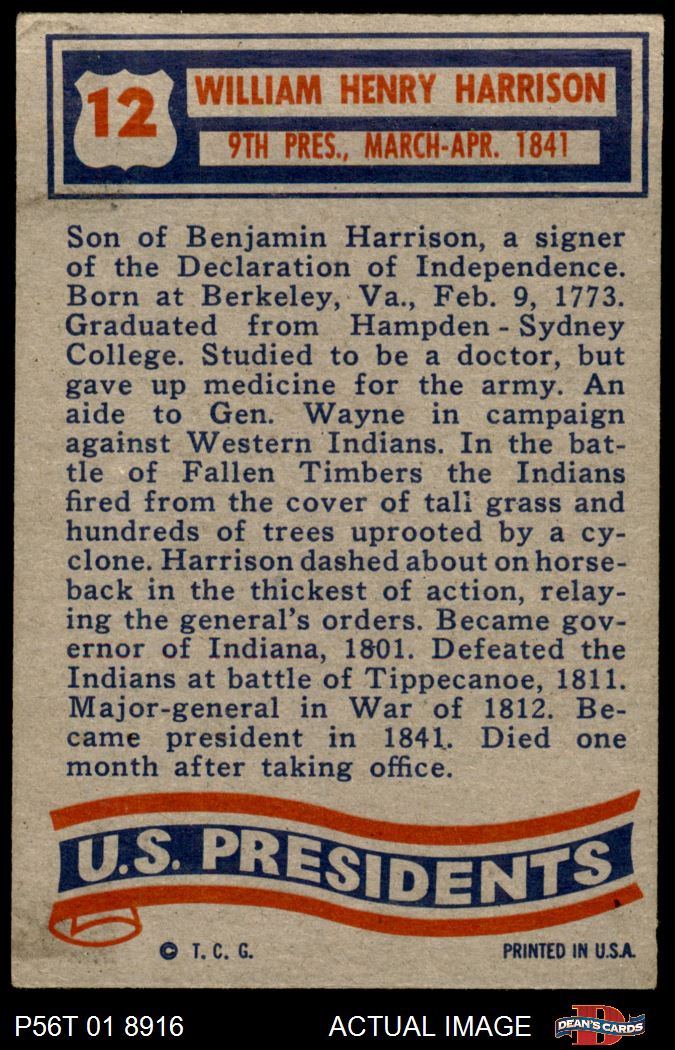 12
WILLIAM HENRY HARRISON
9TH PRES., MARCH-APR. 1841
Son of Benjamin Harrison, a signer
of the Declaration of Independence.
Born at Berkeley, Va., Feb. 9, 1773.
Graduated from Hampden - Sydney
College. Studied to be a doctor, but
gave up medicine for the army. An
aide to Gen. Wayne in campaign
against Western Indians. In the bat-
tle of Fallen Timbers the Indians
fired from the cover of tall grass and
hundreds of trees uprooted by a cy-
clone. Harrison dashed about on horse-
back in the thickest of action, relay-
ing the general's orders. Became gov-
ernor of Indiana, 1801. Defeated the
Indians at battle of Tippecanoe, 1811.
Major-general in War of 1812. Be-
came president in 1841. Died one
month after taking office.
U.S. PRESIDENTS
© T. C. G. PRINTED IN U.S.A.
P56T 01 8916 ACTUAL IMAGE D DEAN'S CARDS